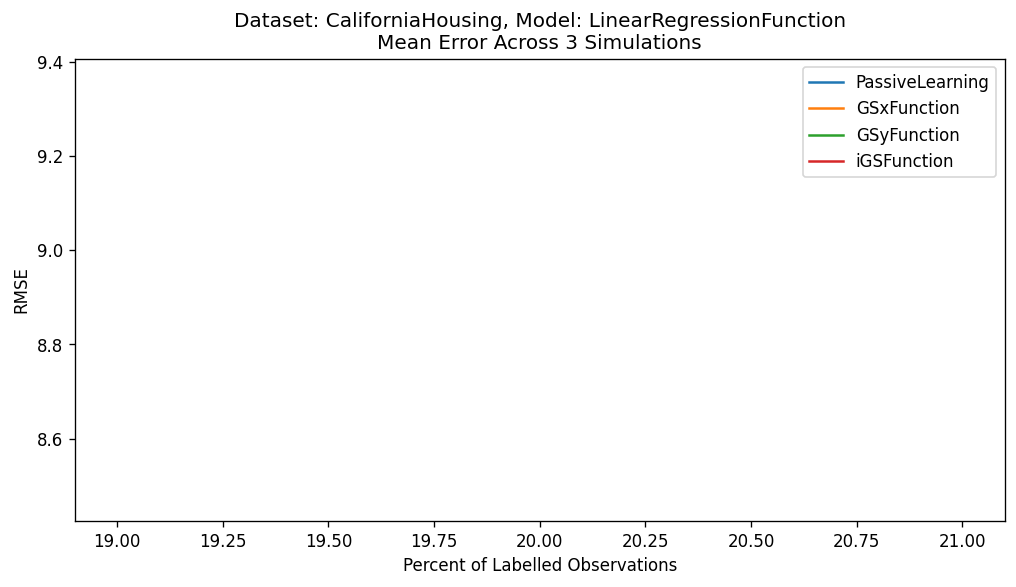 Dataset: CaliforniaHousing, Model: LinearRegressionFunction
Mean Error Across 3 Simulations
9.4
9.2
9.0
8.8
8.6
RMSE
PassiveLearning
GSxFunction
GSyFunction
iGSFunction
19.00 19.25 19.50 19.75 20.00 20.25 20.50 20.75 21.00
Percent of Labelled Observations